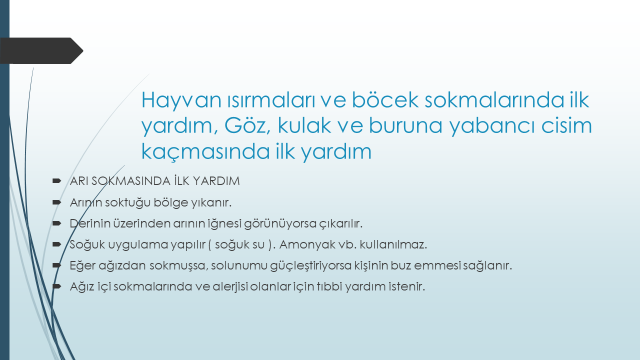 Hayvan ısırmaları ve böcek sokmalarında ilk
yardım, Göz, kulak ve buruna yabancı cisim
kaçmasında ilk yardım
ARI SOKMASINDA İLK YARDIM
Arının soktuğu bölge yıkanır.
Derinin üzerinden arının iğnesi görünüyorsa çıkarılır.
Soğuk uygulama yapılır ( soğuk su ). Amonyak vb. kullanılmaz.
Eğer ağızdan sokmuşsa, solunumu güçleştiriyorsa kişinin buz emmesi sağlanır.
Ağız içi sokmalarında ve alerjisi olanlar için tıbbi yardım istenir.